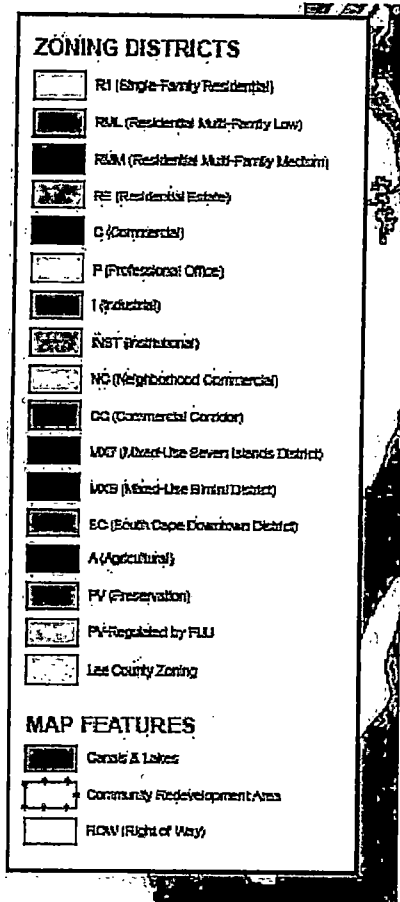 ZONING DISTRICTS
R1 (Single-Family Residential)
RML (Residential Multi-Family Low)
RMM (Residential Multi-Family Medium)
RE (Residential Estate)
C (Commercial)
P (Professional Office)
I (Industrial)
INST (Institutional)
NC (Neighborhood Commercial)
CC (Commercial Corridor)
MX7 (Mixed-Use Seven Islands District)
MXB (Mixed-Use Bimini District)
SC (South Cape Downtown District)
A (Agricultural)
PV (Preservation)
PV-Regulated by FLU
Lee County Zoning
MAP FEATURES
Canals & Lakes
Community Redevelopment Area
ROW (Right of Way)